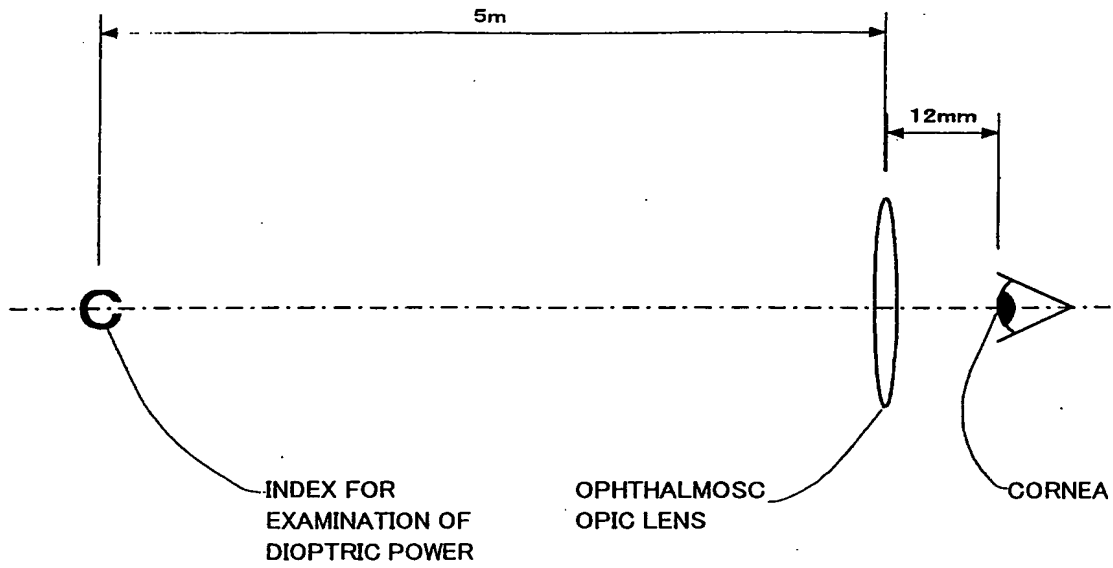 5m
12mm
C
INDEX FOR
EXAMINATION OF
DIOPTRIC POWER
OPHTHALMOSC
OPIC LENS
CORNEA